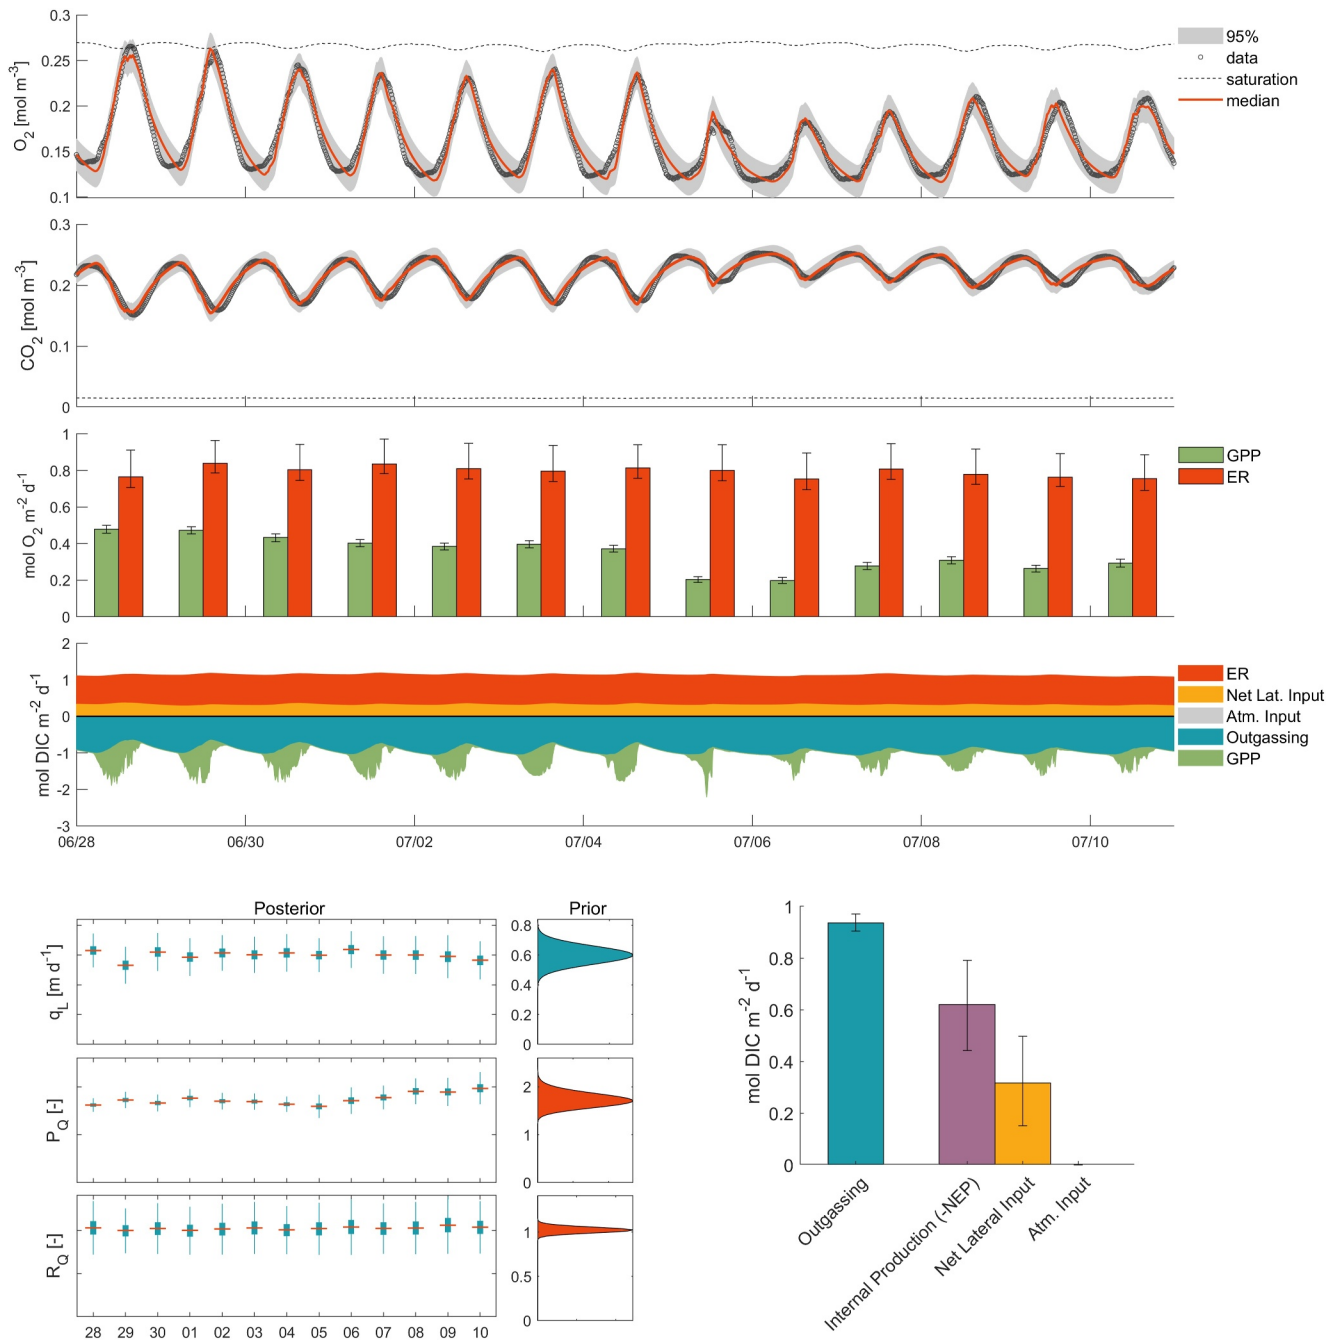 0.3
0.25
0.2
0.15
0.1
O2 [mol m-3]
95%
data
saturation
median
0.3
0.2
0.1
0
CO2 [mol m-3]
1
0.8
0.6
0.4
0.2
0
mol O2 m-2 d-1
GPP
ER
2
1
0
-1
-2
-3
mol DIC m-2 d-1
ER
Net Lat. Input
Atm. Input
Outgassing
GPP
06/28 06/30 07/02 07/04 07/06 07/08 07/10
Posterior Prior
qL [m d-1]
0.8
0.6
0.4
0.2
0
PQ [-]
2
1
0
RQ [-]
1
0.5
0
28 29 30 01 02 03 04 05 06 07 08 09 10
1
0.8
0.6
0.4
0.2
0
mol DIC m-2 d-1
Outgassing
Internal Production (-NEP)
Net Lateral Input
Atm. Input